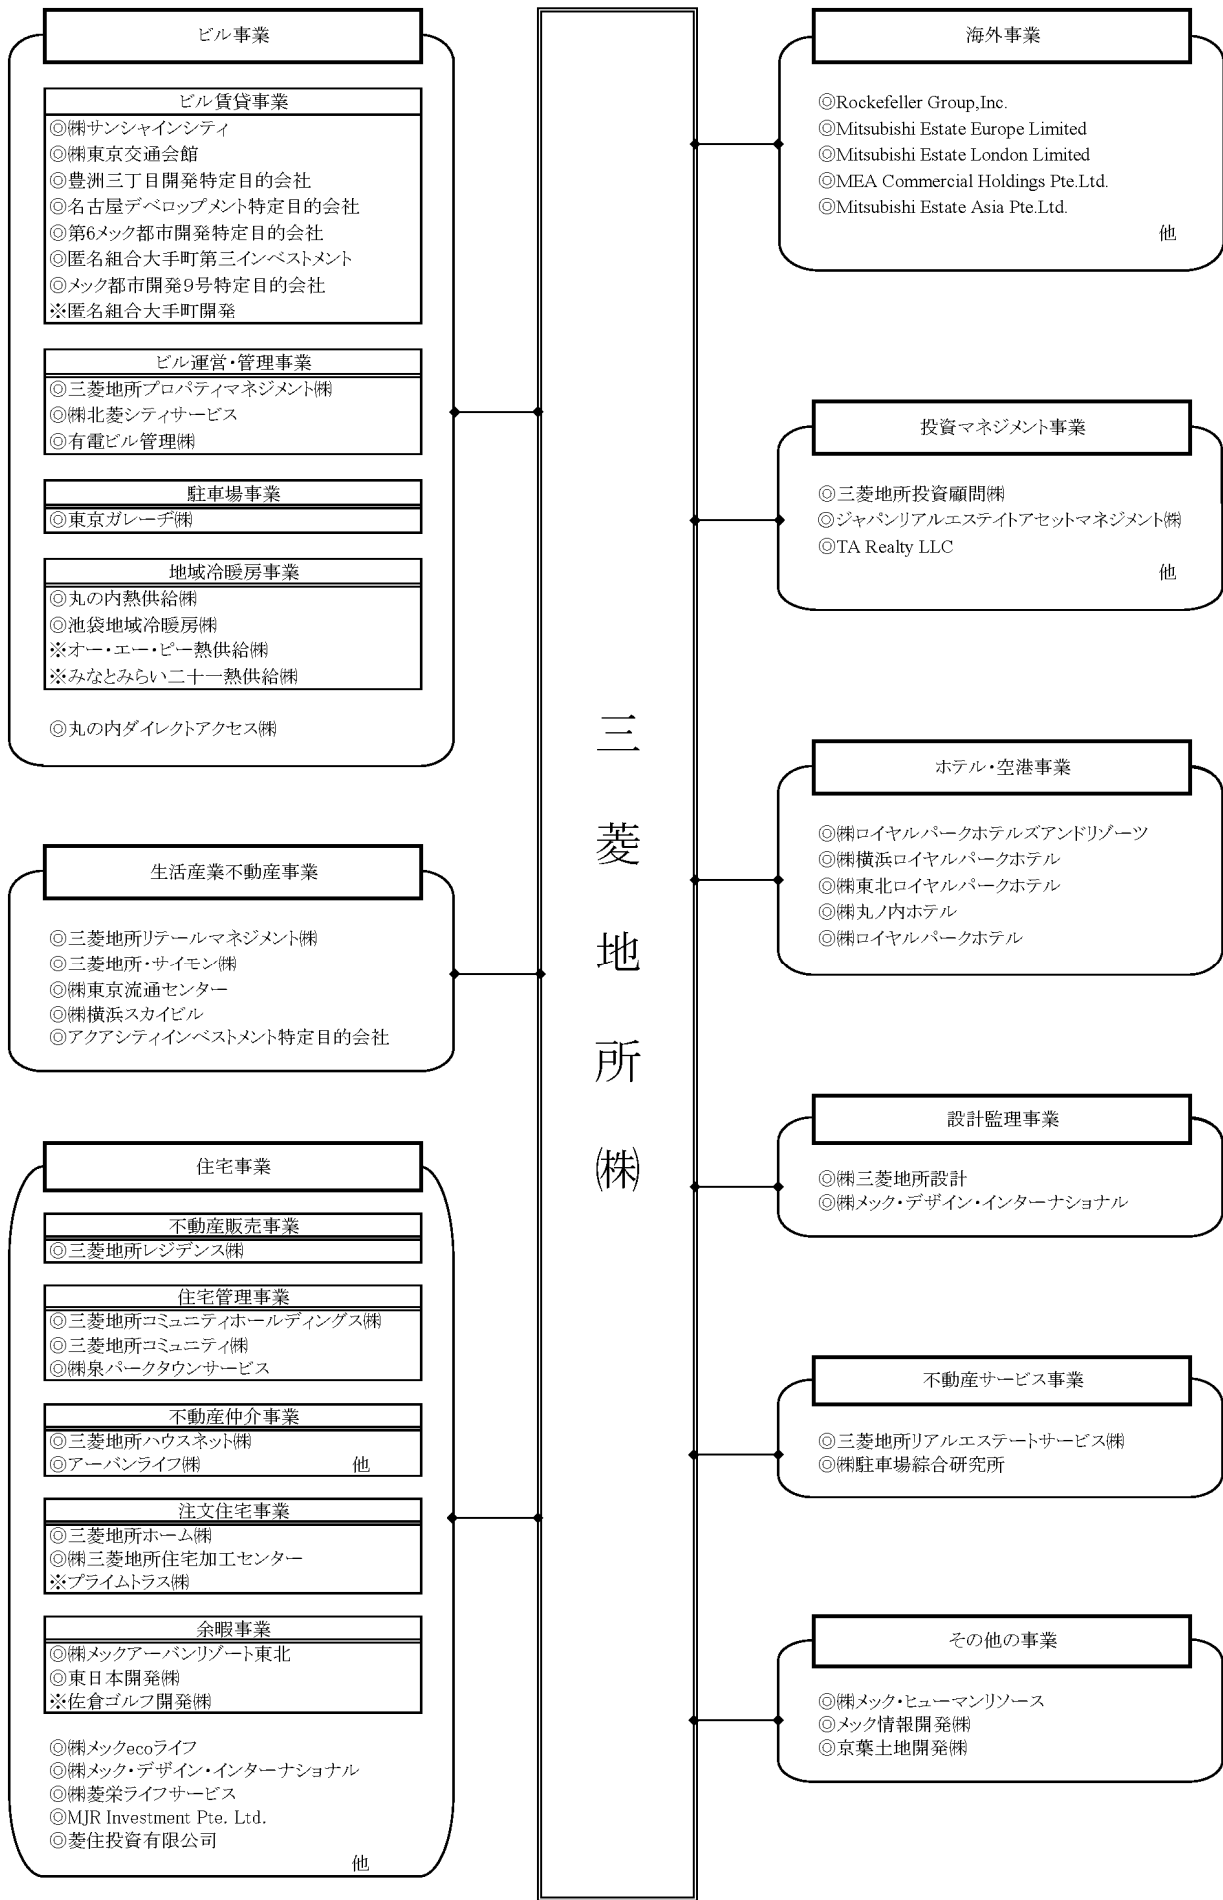 ビル事業
ビル賃貸事業
◎㈱サンシャインシティ
◎㈱東京交通会館
◎豊洲三丁目開発特定目的会社
◎名古屋デベロップメント特定目的会社
◎第6メック都市開発特定目的会社
◎匿名組合大手町第三インベストメント
◎メック都市開発9号特定目的会社
※匿名組合大手町開発
ビル運営・管理事業
◎三菱地所プロパティマネジメント㈱
◎㈱北菱シティサービス
◎有電ビル管理㈱
駐車場事業
◎東京ガレーヂ㈱
地域冷暖房事業
◎丸の内熱供給㈱
◎池袋地域冷暖房㈱
※オー・エー・ピー熱供給㈱
※みなとみらい二十一熱供給㈱
◎丸の内ダイレクトアクセス㈱
生活産業不動産事業
◎三菱地所リテールマネジメント㈱
◎三菱地所・サイモン㈱
◎㈱東京流通センター
◎㈱横浜スカイビル
◎アクアシティインベストメント特定目的会社
住宅事業
不動産販売事業
◎三菱地所レジデンス㈱
住宅管理事業
◎三菱地所コミュニティホールディングス㈱
◎三菱地所コミュニティ㈱
◎㈱泉パークタウンサービス
不動産仲介事業
◎三菱地所ハウスネット㈱
◎アーバンライフ㈱ 他
注文住宅事業
◎三菱地所ホーム㈱
◎㈱三菱地所住宅加工センター
※プライムトラス㈱
余暇事業
◎㈱メックアーバンリゾート東北
◎東日本開発㈱
※佐倉ゴルフ開発㈱
◎㈱メックecoライフ
◎㈱メック・デザイン・インターナショナル
◎㈱菱栄ライフサービス
◎MJR Investment Pte. Ltd.
◎菱住投資有限公司
他
三菱地所㈱
海外事業
◎Rockefeller Group,Inc.
◎Mitsubishi Estate Europe Limited
◎Mitsubishi Estate London Limited
◎MEA Commercial Holdings Pte.Ltd.
◎Mitsubishi Estate Asia Pte.Ltd.
他
投資マネジメント事業
◎三菱地所投資顧問㈱
◎ジャパンリアルエステイトアセットマネジメント㈱
◎TA Realty LLC
他
ホテル・空港事業
◎㈱ロイヤルパークホテルズアンドリゾーツ
◎㈱横浜ロイヤルパークホテル
◎㈱東北ロイヤルパークホテル
◎㈱丸ノ内ホテル
◎㈱ロイヤルパークホテル
設計監理事業
◎㈱三菱地所設計
◎㈱メック・デザイン・インターナショナル
不動産サービス事業
◎三菱地所リアルエステートサービス㈱
◎㈱駐車場綜合研究所
その他の事業
◎㈱メック・ヒューマンリソース
◎メック情報開発㈱
◎京葉土地開発㈱